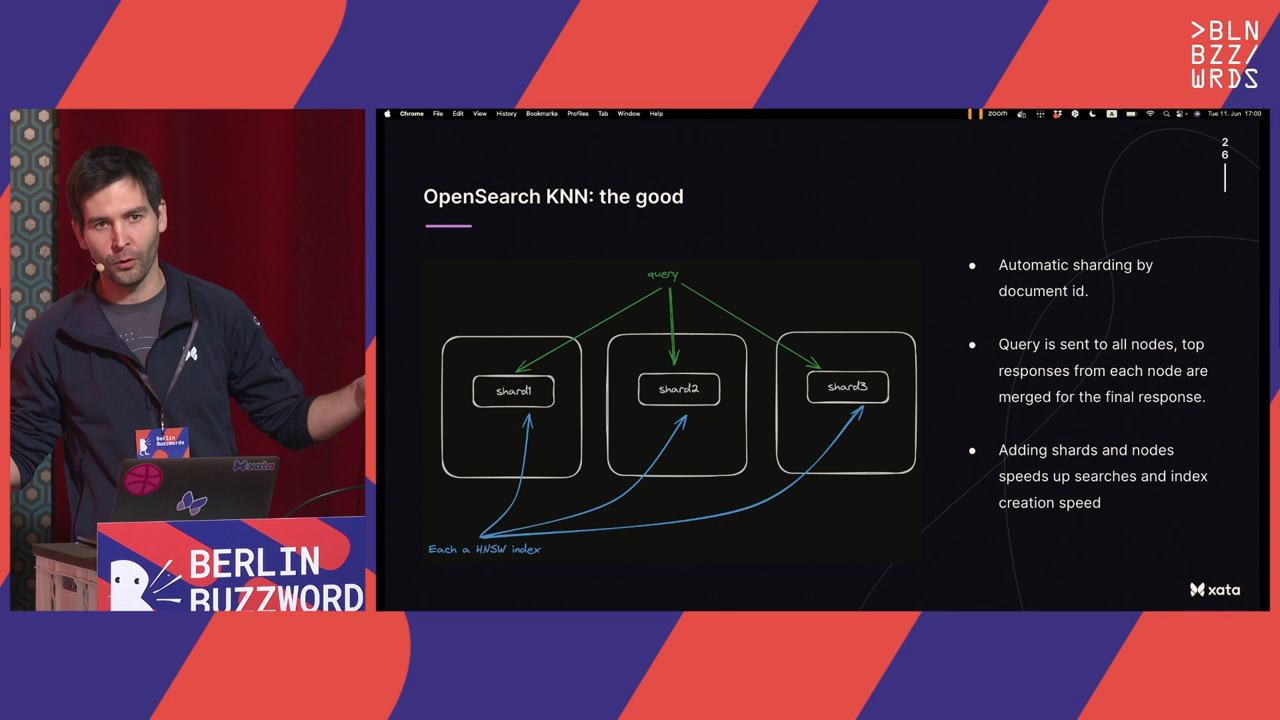 >BLN
BZZ/
WRDS
Chrome File Edit View History Bookmarks Profiles Tab Window Help
zoom A Tue 11. Jun 17:00
2
6
OpenSearch KNN: the good
query
shard1
shard2
shard3
Each a HNSW index
• Automatic sharding by
document id.
• Query is sent to all nodes, top
responses from each node are
merged for the final response.
• Adding shards and nodes
speeds up searches and index
creation speed
xata
Berlin
Buzzwords
xata
BERLIN
BUZZWORD